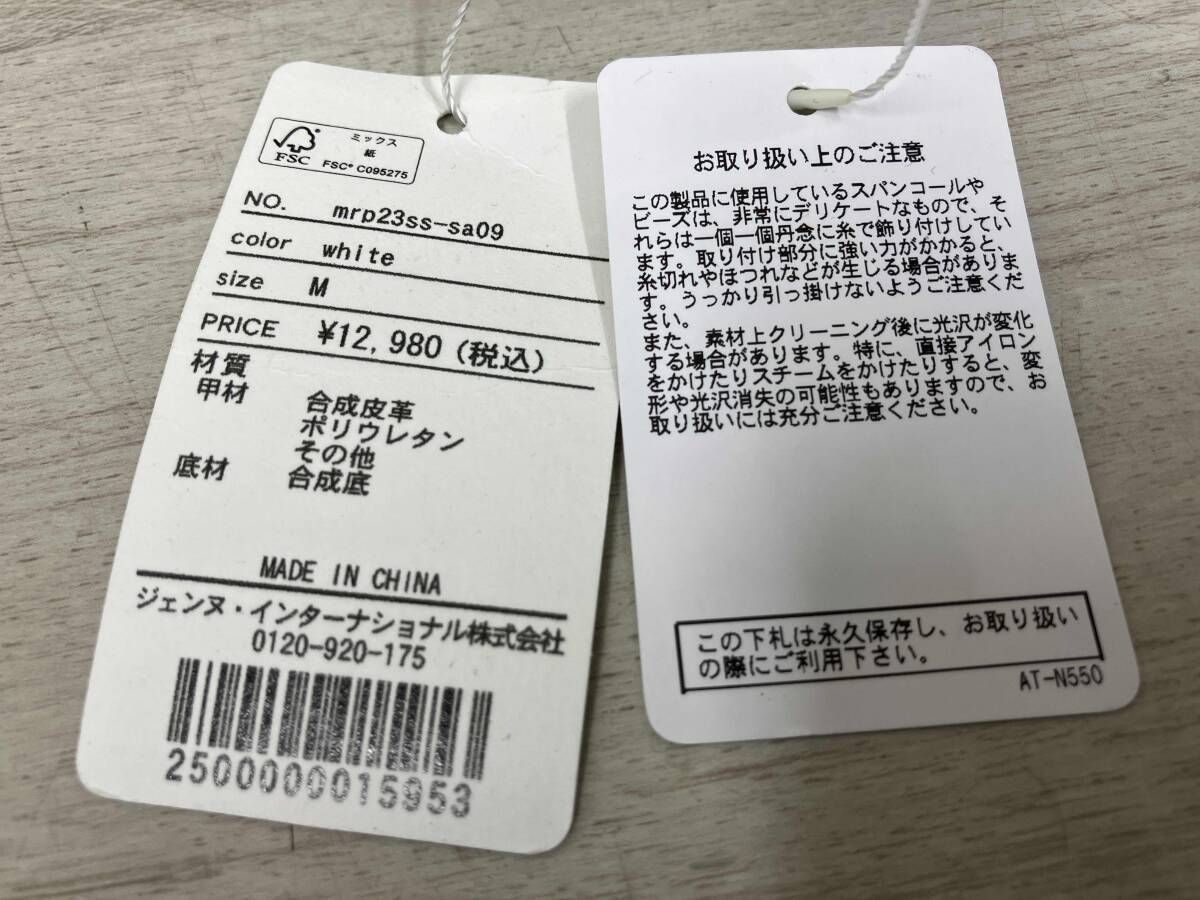 FSC
ミックス
紙
FSC® C095275
NO. mrp23ss-sa09
color white
size M
PRICE ¥12,980(税込)
材質
甲材 合成皮革
ポリウレタン
その他
底材 合成底
MADE IN CHINA
ジェンヌ・インターナショナル株式会社
0120-920-175
2500000015953
お取り扱い上のご注意
この製品に使用しているスパンコールや
ビーズは、非常にデリケートなもので、そ
れらは一個一個丹念に糸で飾り付けしてい
ます。取り付け部分に強い力がかかると、
糸切れやほつれなどが生じる場合がありま
す。うっかり引っ掛けないようご注意くだ
さい。
また、素材上クリーニング後に光沢が変化
する場合があります。特に、直接アイロン
をかけたりスチームをかけたりすると、変
形や光沢消失の可能性もありますので、お
取り扱いには充分ご注意ください。
この下札は永久保存し、お取り扱い
の際にご利用下さい。
AT-N550